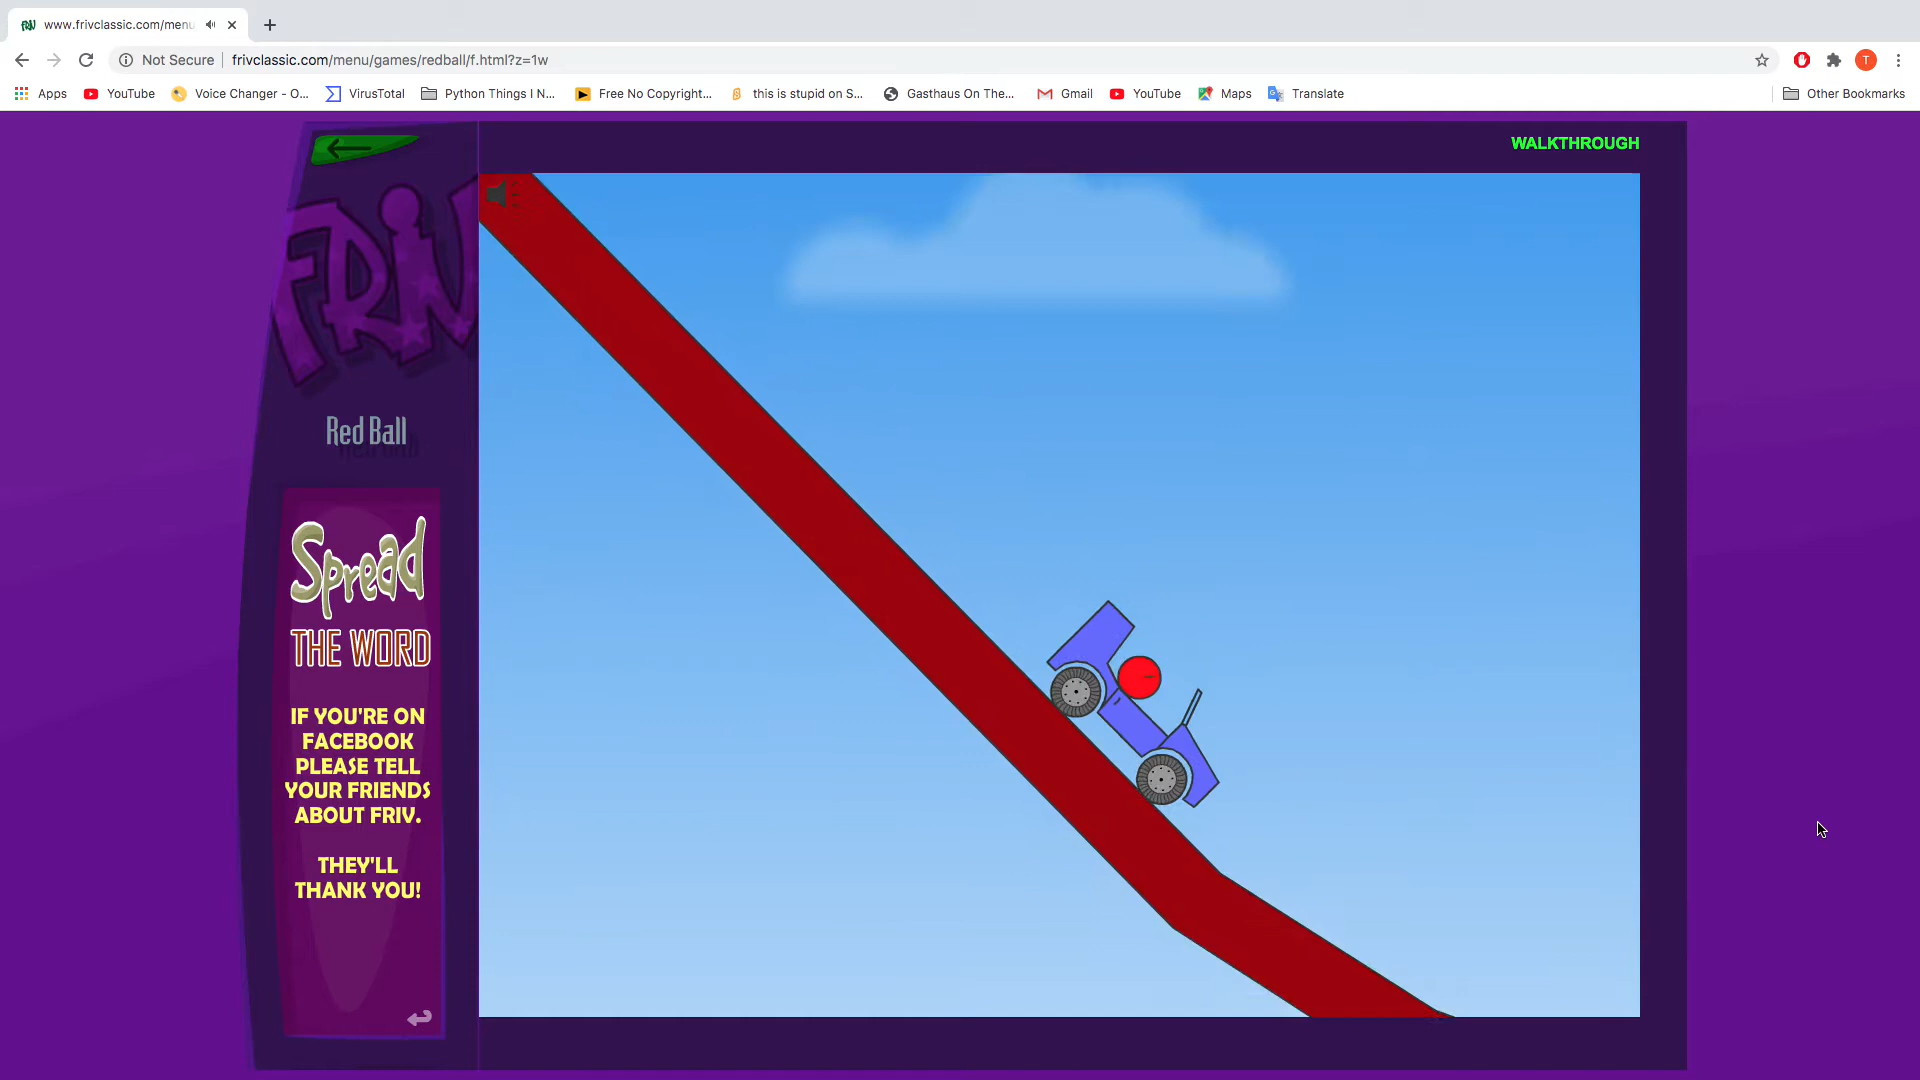 www.frivclassic.com/menu
Not Secure
frivclassic.com/menu/games/redball/f.html?z=1w
T
Apps
YouTube
Voice Changer - O...
VirusTotal
Python Things I N...
Free No Copyright...
this is stupid on S...
Gasthaus On The...
Gmail
YouTube
Maps
Translate
Other Bookmarks
WALKTHROUGH
FRIV
Red Ball
Spread
THE WORD
IF YOU'RE ON
FACEBOOK
PLEASE TELL
YOUR FRIENDS
ABOUT FRIV.
THEY'LL
THANK YOU!